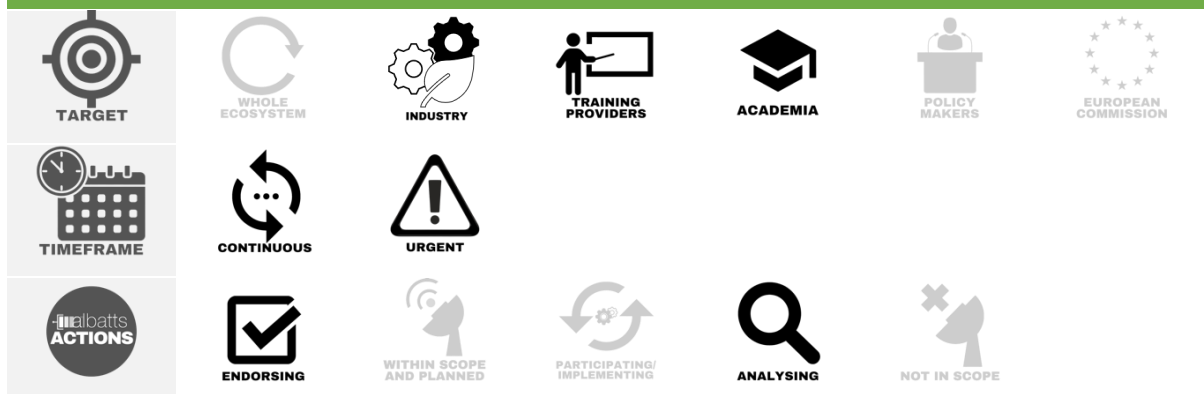 TARGET
WHOLE
ECOSYSTEM
INDUSTRY
TRAINING
PROVIDERS
ACADEMIA
POLICY
MAKERS
EUROPEAN
COMMISSION
TIMEFRAME
CONTINUOUS
URGENT
albatts
ACTIONS
ENDORSING
WITHIN SCOPE
AND PLANNED
PARTICIPATING/
IMPLEMENTING
ANALYSING
NOT IN SCOPE